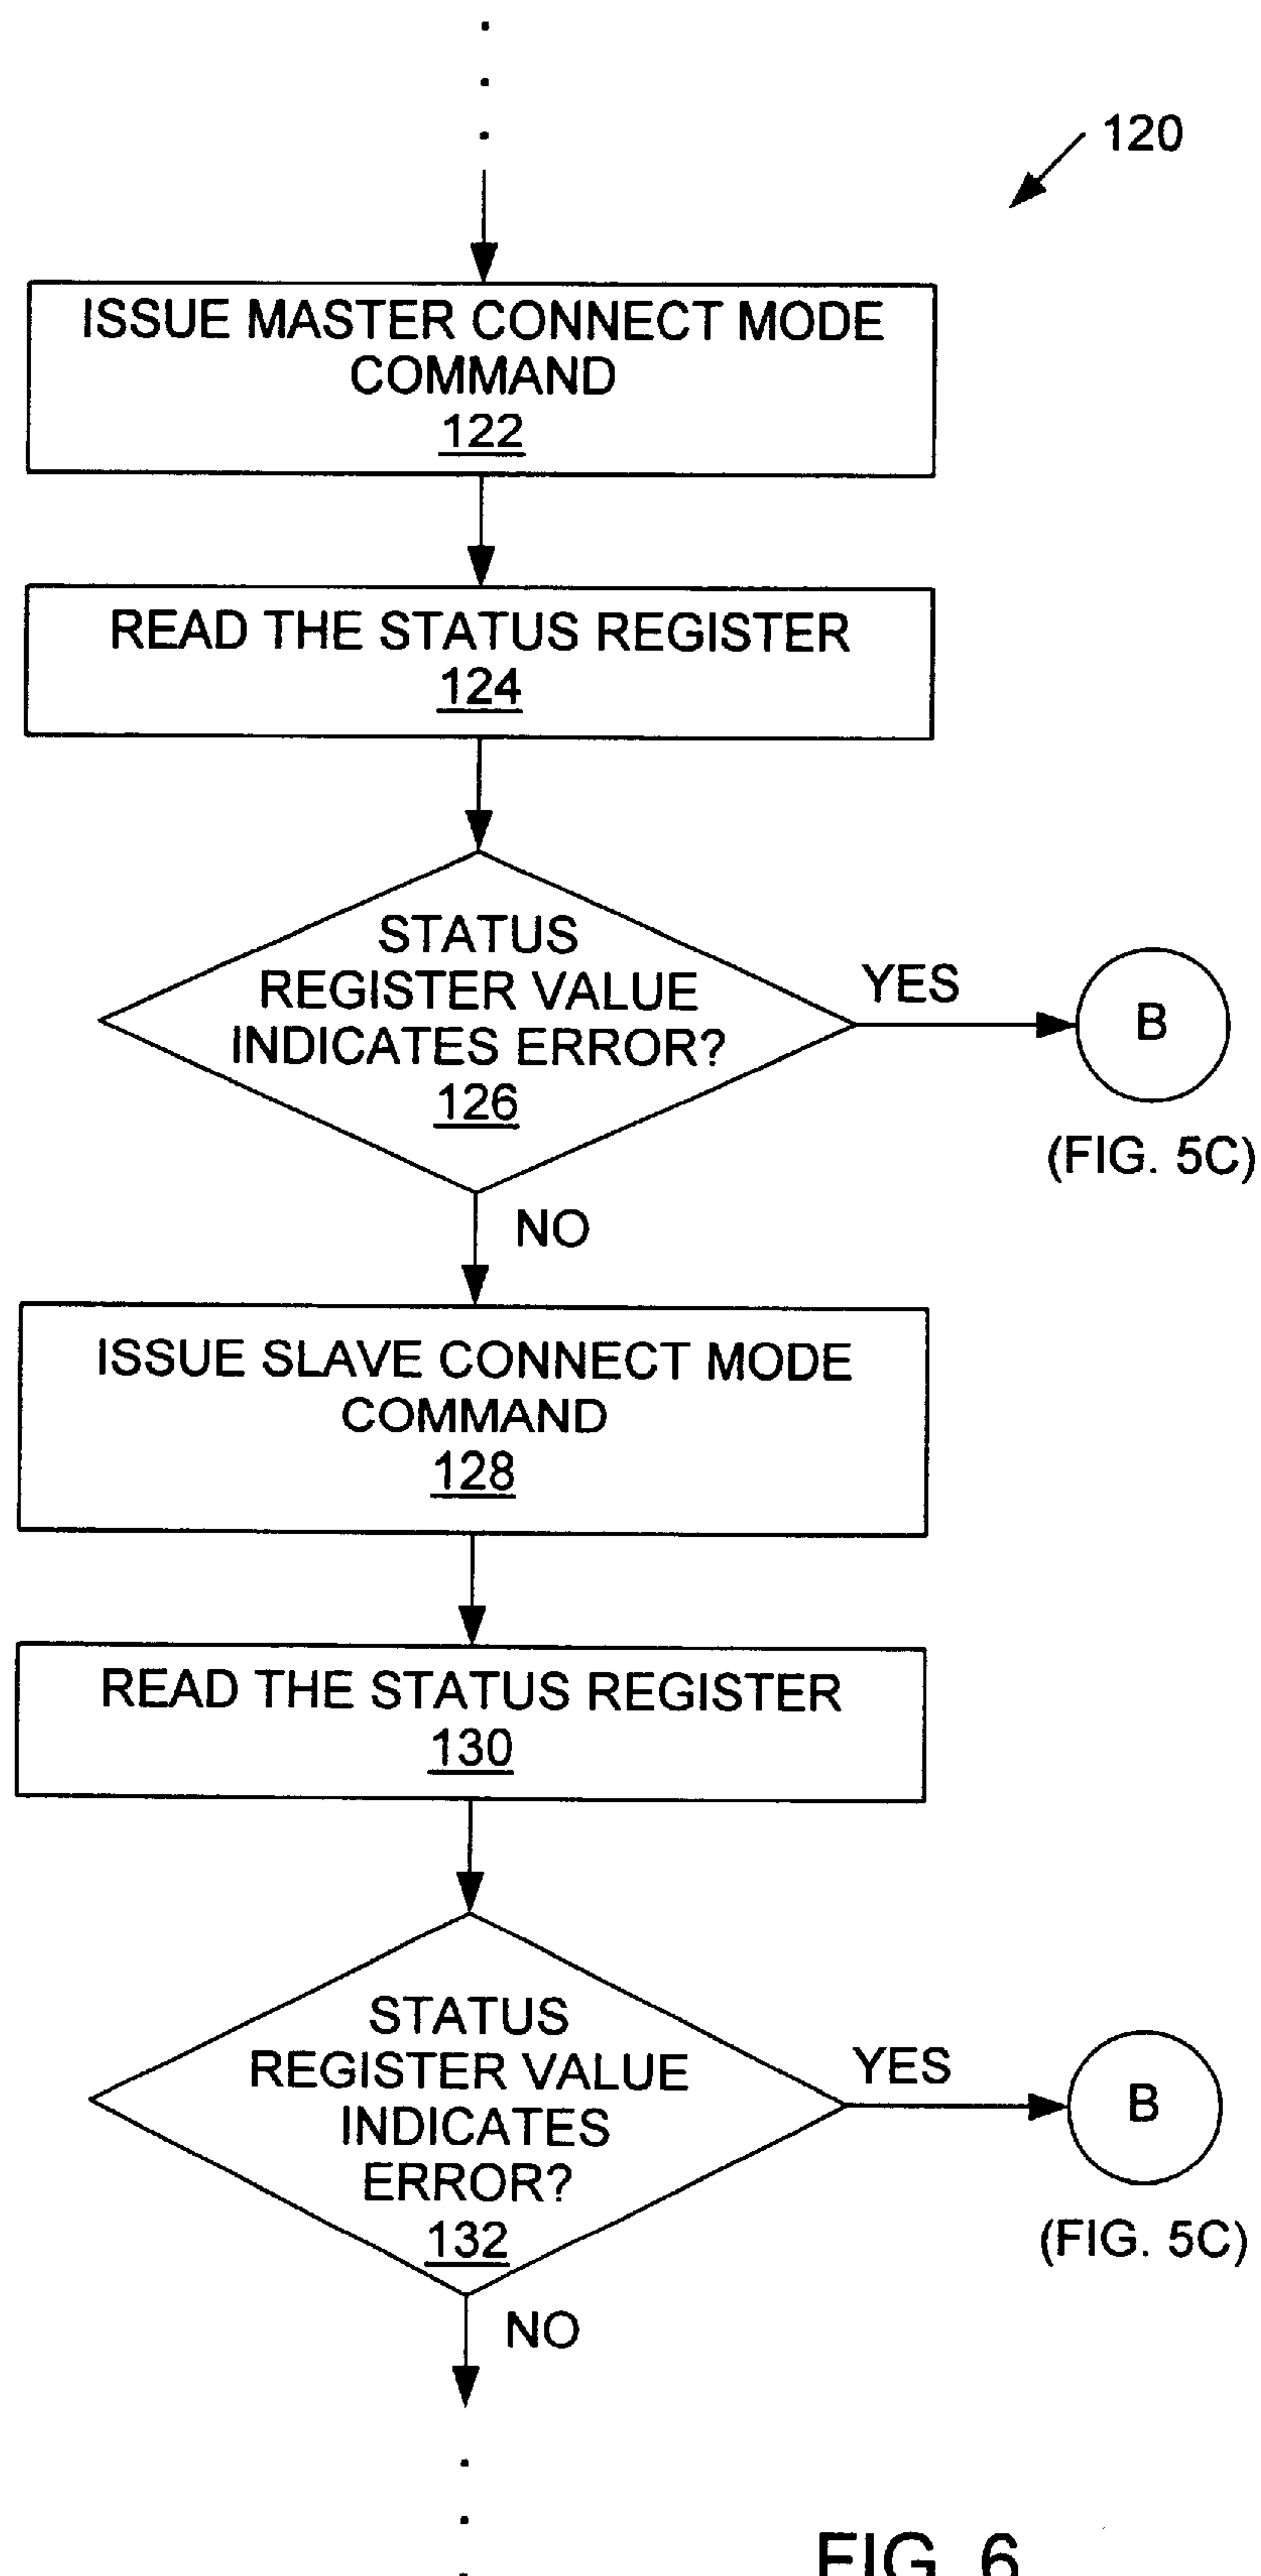 120
ISSUE MASTER CONNECT MODE
COMMAND
122
READ THE STATUS REGISTER
124
STATUS
REGISTER VALUE
INDICATES ERROR?
126
YES
B
(FIG. 5C)
NO
ISSUE SLAVE CONNECT MODE
COMMAND
128
READ THE STATUS REGISTER
130
STATUS
REGISTER VALUE
INDICATES
ERROR?
132
YES
B
(FIG. 5C)
NO
FIG. 6